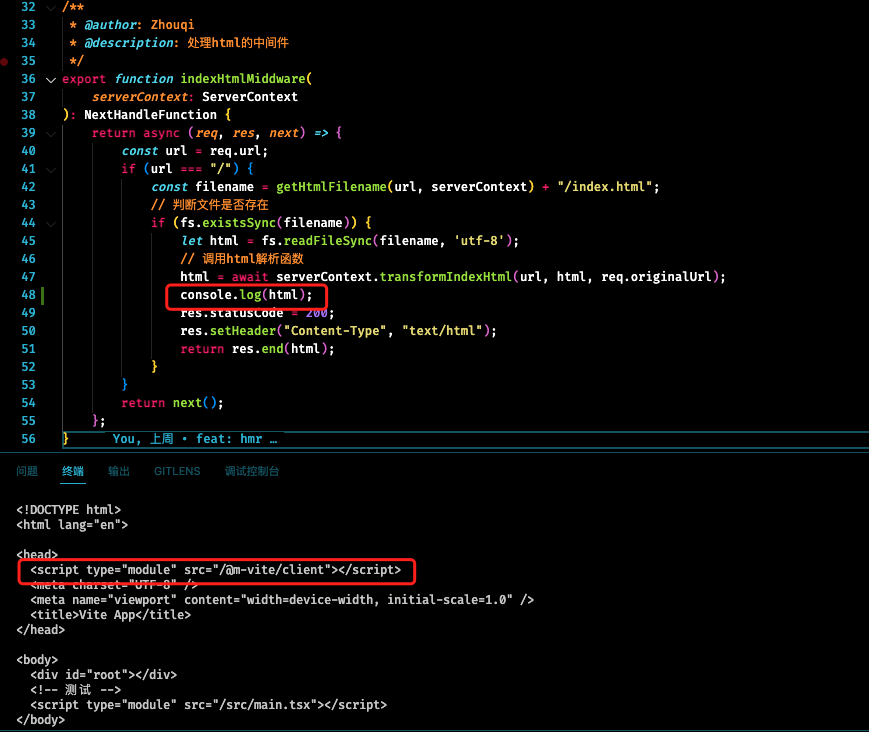 32 /**
33 * @author: Zhouqi
34 * @description: 处理html的中间件
35 */
36 export function indexHtmlMiddware(
37 serverContext: ServerContext
38 ): NextHandleFunction {
39 return async (req, res, next) => {
40 const url = req.url;
41 if (url === "/") {
42 const filename = getHtmlFilename(url, serverContext) + "/index.html";
43 // 判断文件是否存在
44 if (fs.existsSync(filename)) {
45 let html = fs.readFileSync(filename, 'utf-8');
46 // 调用html解析函数
47 html = await serverContext.transformIndexHtml(url, html, req.originalUrl);
48 console.log(html);
49 res.statusCode = 200;
50 res.setHeader("Content-Type", "text/html");
51 return res.end(html);
52 }
53 }
54 return next();
55 };
56 } You, 上周 • feat: hmr …
问题 终端 输出 GITLENS 调试控制台
<!DOCTYPE html>
<html lang="en">
<head>
<script type="module" src="/@m-vite/client"></script>
<meta charset="UTF-8" />
<meta name="viewport" content="width=device-width, initial-scale=1.0" />
<title>Vite App</title>
</head>
<body>
<div id="root"></div>
<!-- 测试 -->
<script type="module" src="/src/main.tsx"></script>
</body>